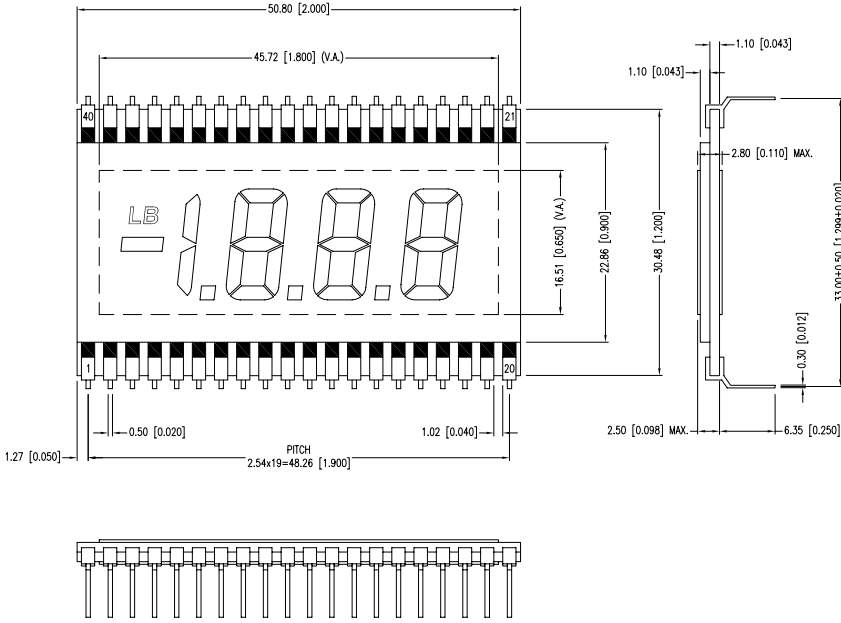 50.80 [2.000]
45.72 [1.800] (V.A.)
1.10 [0.043]
1.10 [0.043]
40
21
2.80 [0.110] MAX.
LB
-1.8.8.8
16.51 [0.650] (V.A.)
22.86 [0.900]
30.48 [1.200]
33.00±0.50 [1.299±0.020]
0.30 [0.012]
1
20
0.50 [0.020]
1.02 [0.040]
2.50 [0.098] MAX.
6.35 [0.250]
1.27 [0.050]
PITCH
2.54x19=48.26 [1.900]